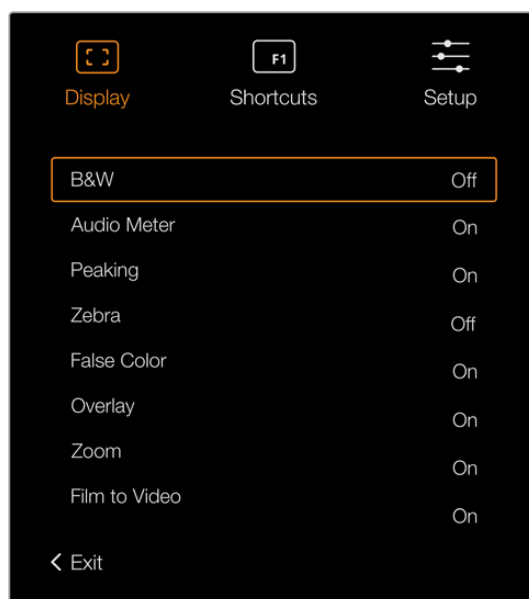 F1
Display Shortcuts Setup
B&W Off
Audio Meter On
Peaking On
Zebra Off
False Color On
Overlay On
Zoom On
Film to Video On
Exit